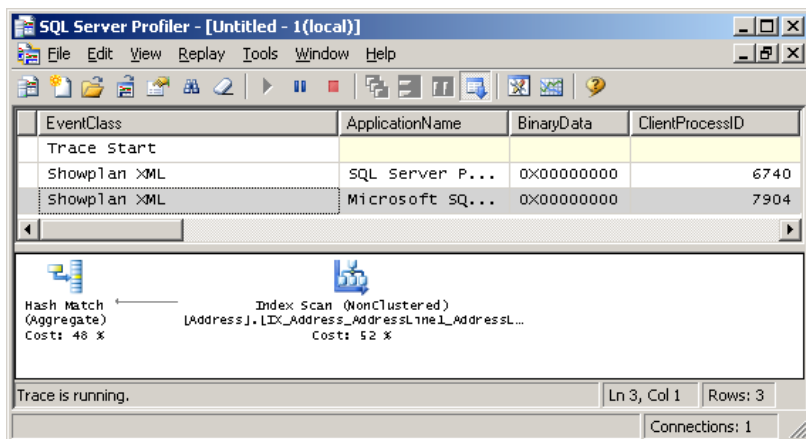 SQL Server Profiler - [Untitled - 1(local)]
File Edit View Replay Tools Window Help
EventClass ApplicationName BinaryData ClientProcessID
Trace Start
Showplan XML SQL Server P... 0X00000000 6740
Showplan XML Microsoft SQ... 0X00000000 7904
Hash Match Index Scan (NonClustered)
(Aggregate) [Address].[IX_Address_AddressLine1_AddressL...
Cost: 48 % Cost: 52 %
Trace is running. Ln 3, Col 1 Rows: 3
Connections: 1